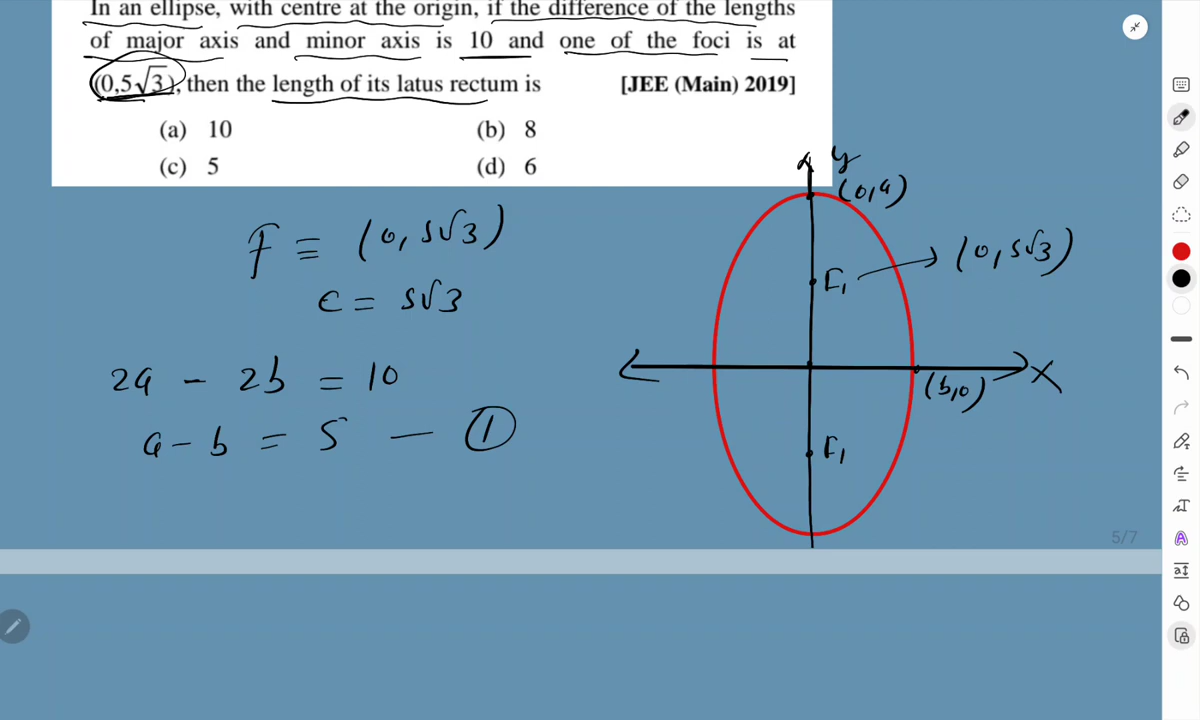 In an ellipse, with centre at the origin, if the difference of the lengths
of major axis and minor axis is 10 and one of the foci is at
(0,5√3), then the length of its latus rectum is [JEE (Main) 2019]
(a) 10 (b) 8
(c) 5 (d) 6
y
(0,a)
F ≡ (0, 5√3)
F₁ → (0, 5√3)
c = 5√3
2a - 2b = 10
X
(b,0)
a - b = 5 — ①
F₁
5/7